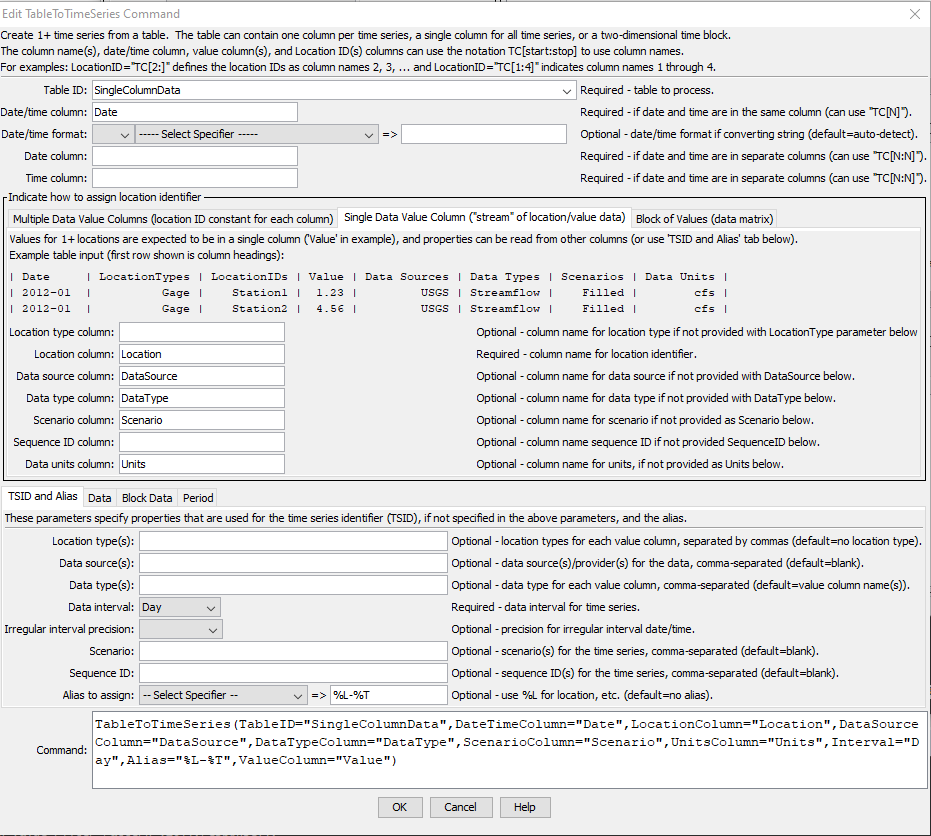 Edit TableToTimeSeries Command
Create 1+ time series from a table.  The table can contain one column per time series, a single column for all time series, or a two-dimensional time block.
The column name(s), date/time column, value column(s), and Location ID(s) columns can use the notation TC[start:stop] to use column names.
For examples: LocationID="TC[2:]" defines the location IDs as column names 2, 3, ... and LocationID="TC[1:4]" indicates column names 1 through 4.
Table ID: SingleColumnData Required - table to process.
Date/time column: Date Required - if date and time are in the same column (can use "TC[N]").
Date/time format: ----- Select Specifier ----- => Optional - date/time format if converting string (default=auto-detect).
Date column: Required - if date and time are in separate columns (can use "TC[N:N]").
Time column: Required - if date and time are in separate columns (can use "TC[N:N]").
Indicate how to assign location identifier
Multiple Data Value Columns (location ID constant for each column) Single Data Value Column ("stream" of location/value data) Block of Values (data matrix)
Values for 1+ locations are expected to be in a single column ('Value' in example), and properties can be read from other columns (or use 'TSID and Alias' tab below).
Example table input (first row shown is column headings):
| Date | LocationTypes | LocationIDs | Value | Data Sources | Data Types | Scenarios | Data Units |
| 2012-01 | Gage | Station1 | 1.23 | USGS | Streamflow | Filled | cfs |
| 2012-01 | Gage | Station2 | 4.56 | USGS | Streamflow | Filled | cfs |
Location type column: Optional - column name for location type if not provided with LocationType parameter below
Location column: Location Required - column name for location identifier.
Data source column: DataSource Optional - column name for data source if not provided with DataSource below.
Data type column: DataType Optional - column name for data type if not provided with DataType below.
Scenario column: Scenario Optional - column name for scenario if not provided as Scenario below.
Sequence ID column: Optional - column name sequence ID if not provided SequenceID below.
Data units column: Units Optional - column name for units, if not provided as Units below.
TSID and Alias Data Block Data Period
These parameters specify properties that are used for the time series identifier (TSID), if not specified in the above parameters, and the alias.
Location type(s): Optional - location types for each value column, separated by commas (default=no location type).
Data source(s): Optional - data source(s)/provider(s) for the data, comma-separated (default=blank).
Data type(s): Optional - data type for each value column, comma-separated (default=value column name(s)).
Data interval: Day Required - data interval for time series.
Irregular interval precision: Optional - precision for irregular interval date/time.
Scenario: Optional - scenario(s) for the time series, comma-separated (default=blank).
Sequence ID: Optional - sequence ID(s) for the time series, comma-separated (default=blank).
Alias to assign: -- Select Specifier -- => %L-%T Optional - use %L for location, etc. (default=no alias).
TableToTimeSeries(TableID="SingleColumnData",DateTimeColumn="Date",LocationColumn="Location",DataSource
Command: Column="DataSource",DataTypeColumn="DataType",ScenarioColumn="Scenario",UnitsColumn="Units",Interval="D
ay",Alias="%L-%T",ValueColumn="Value")
OK Cancel Help